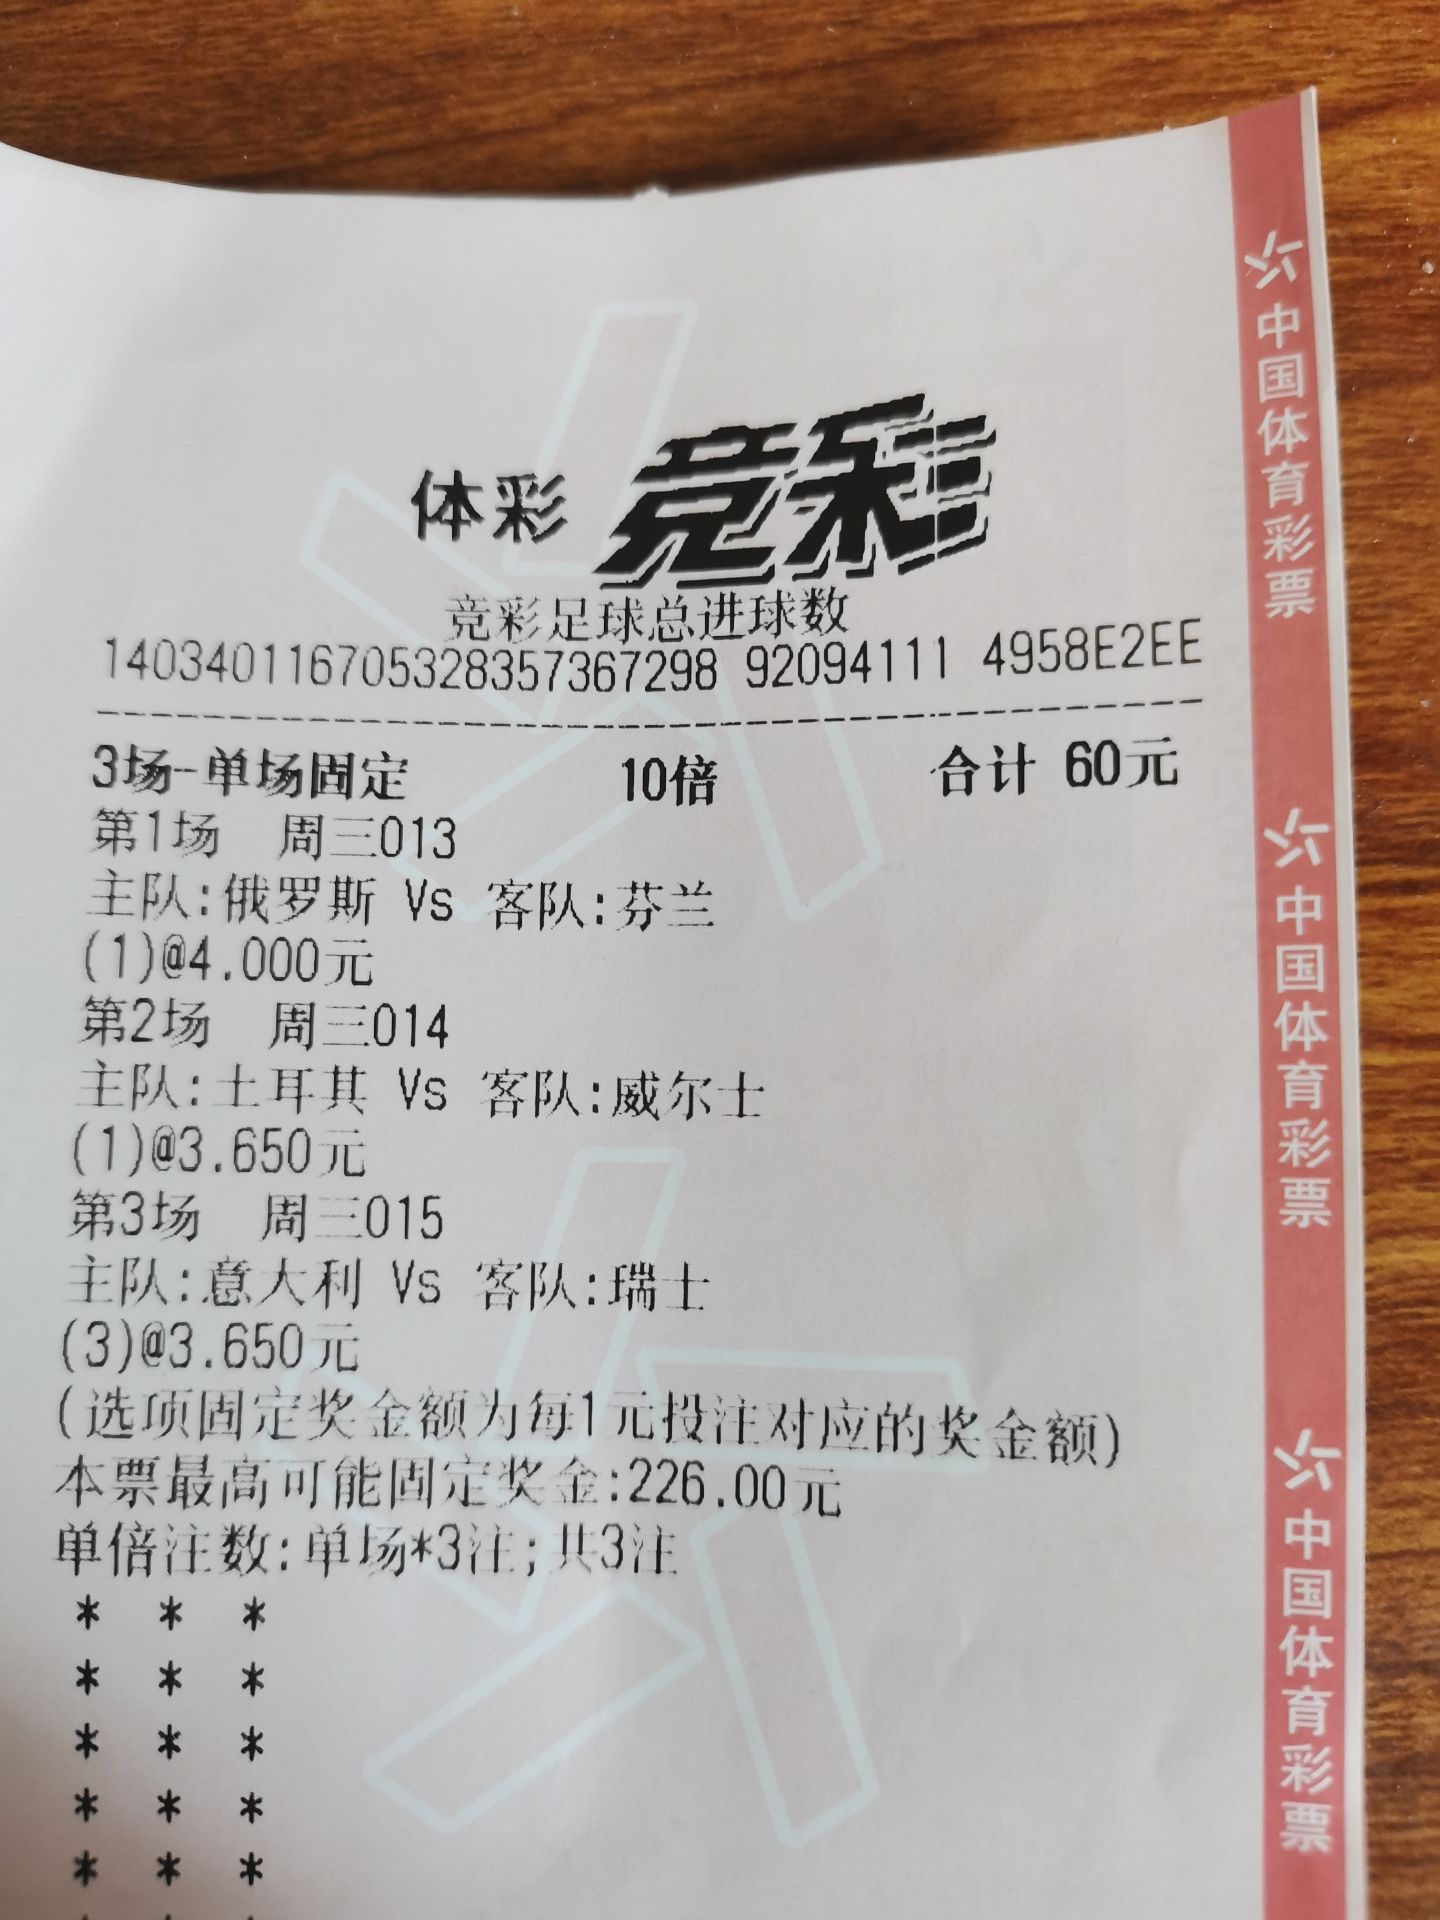 体彩 竞彩
竞彩足球总进球数
140340116705328357367298 92094111 4958E2EE
3场-单场固定 10倍 合计 60元
第1场 周三013
主队:俄罗斯 Vs 客队:芬兰
(1)@4.000元
第2场 周三014
主队:土耳其 Vs 客队:威尔士
(1)@3.650元
第3场 周三015
主队:意大利 Vs 客队:瑞士
(3)@3.650元
(选项固定奖金额为每1元投注对应的奖金额)
本票最高可能固定奖金:226.00元
单倍注数:单场*3注;共3注
* * *
* * *
* * *
* * *
* * *
中国体育彩票
中国体育彩票
中国体育彩票